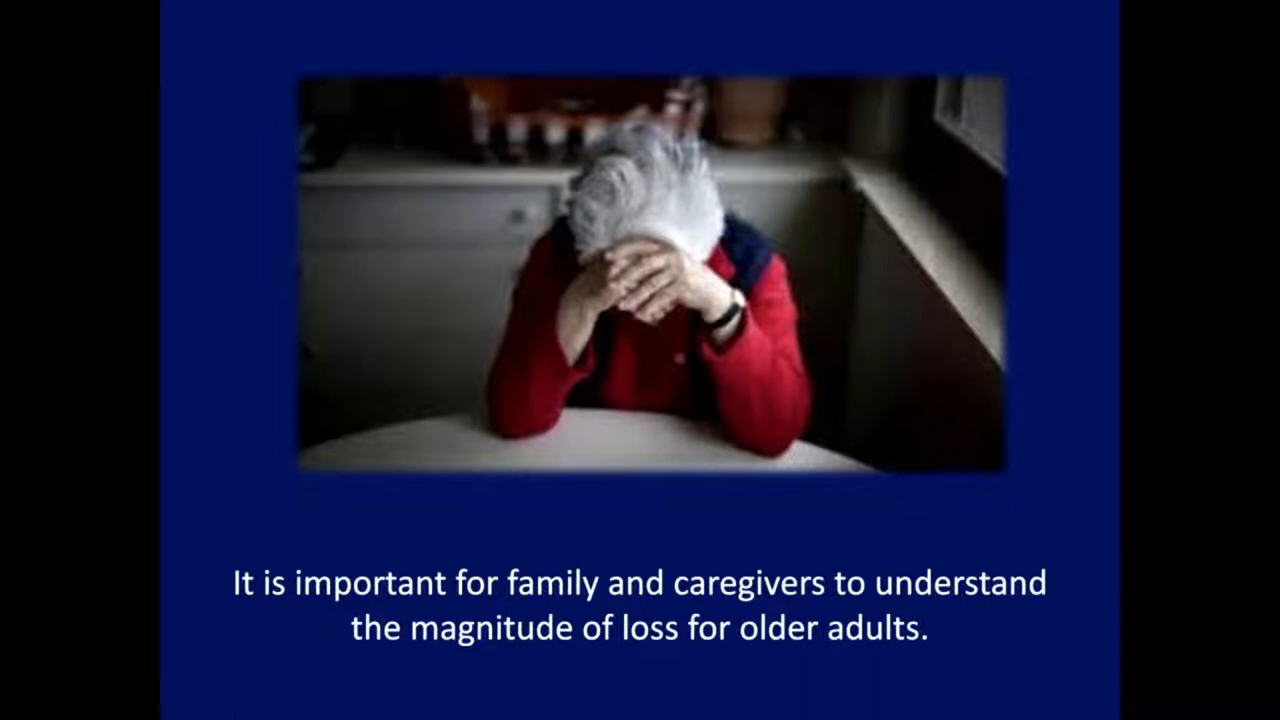 It is important for family and caregivers to understand
the magnitude of loss for older adults.